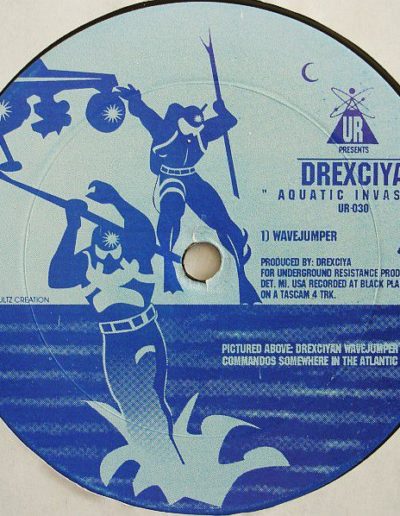 UR
PRESENTS
DREXCIYA
" AQUATIC INVAS
UR-030
1) WAVEJUMPER
PRODUCED BY: DREXCIYA
FOR UNDERGROUND RESISTANCE PROD
DET. MI. USA RECORDED AT BLACK PLA
ON A TASCAM 4 TRK.
ULTZ CREATION
PICTURED ABOVE: DREXCIYAN WAVEJUMPER
COMMANDOS SOMEWHERE IN THE ATLANTIC